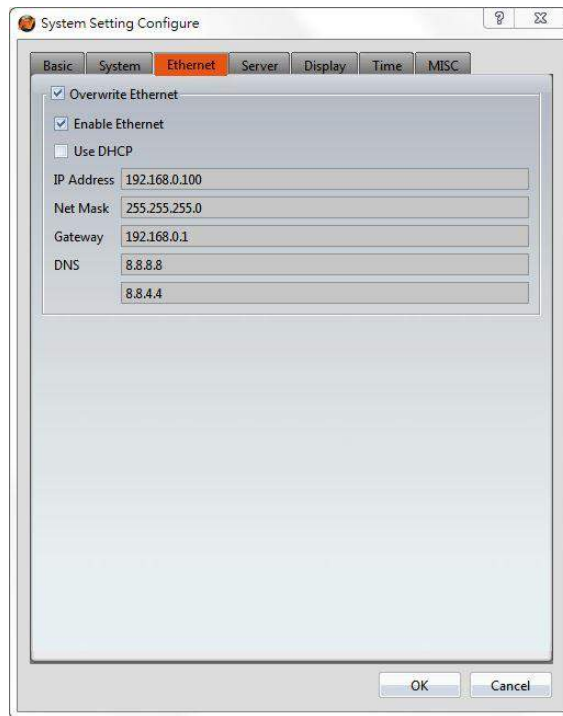 System Setting Configure
Basic System Ethernet Server Display Time MISC
Overwrite Ethernet
Enable Ethernet
Use DHCP
IP Address 192.168.0.100
Net Mask 255.255.255.0
Gateway 192.168.0.1
DNS 8.8.8.8
8.8.4.4
OK Cancel